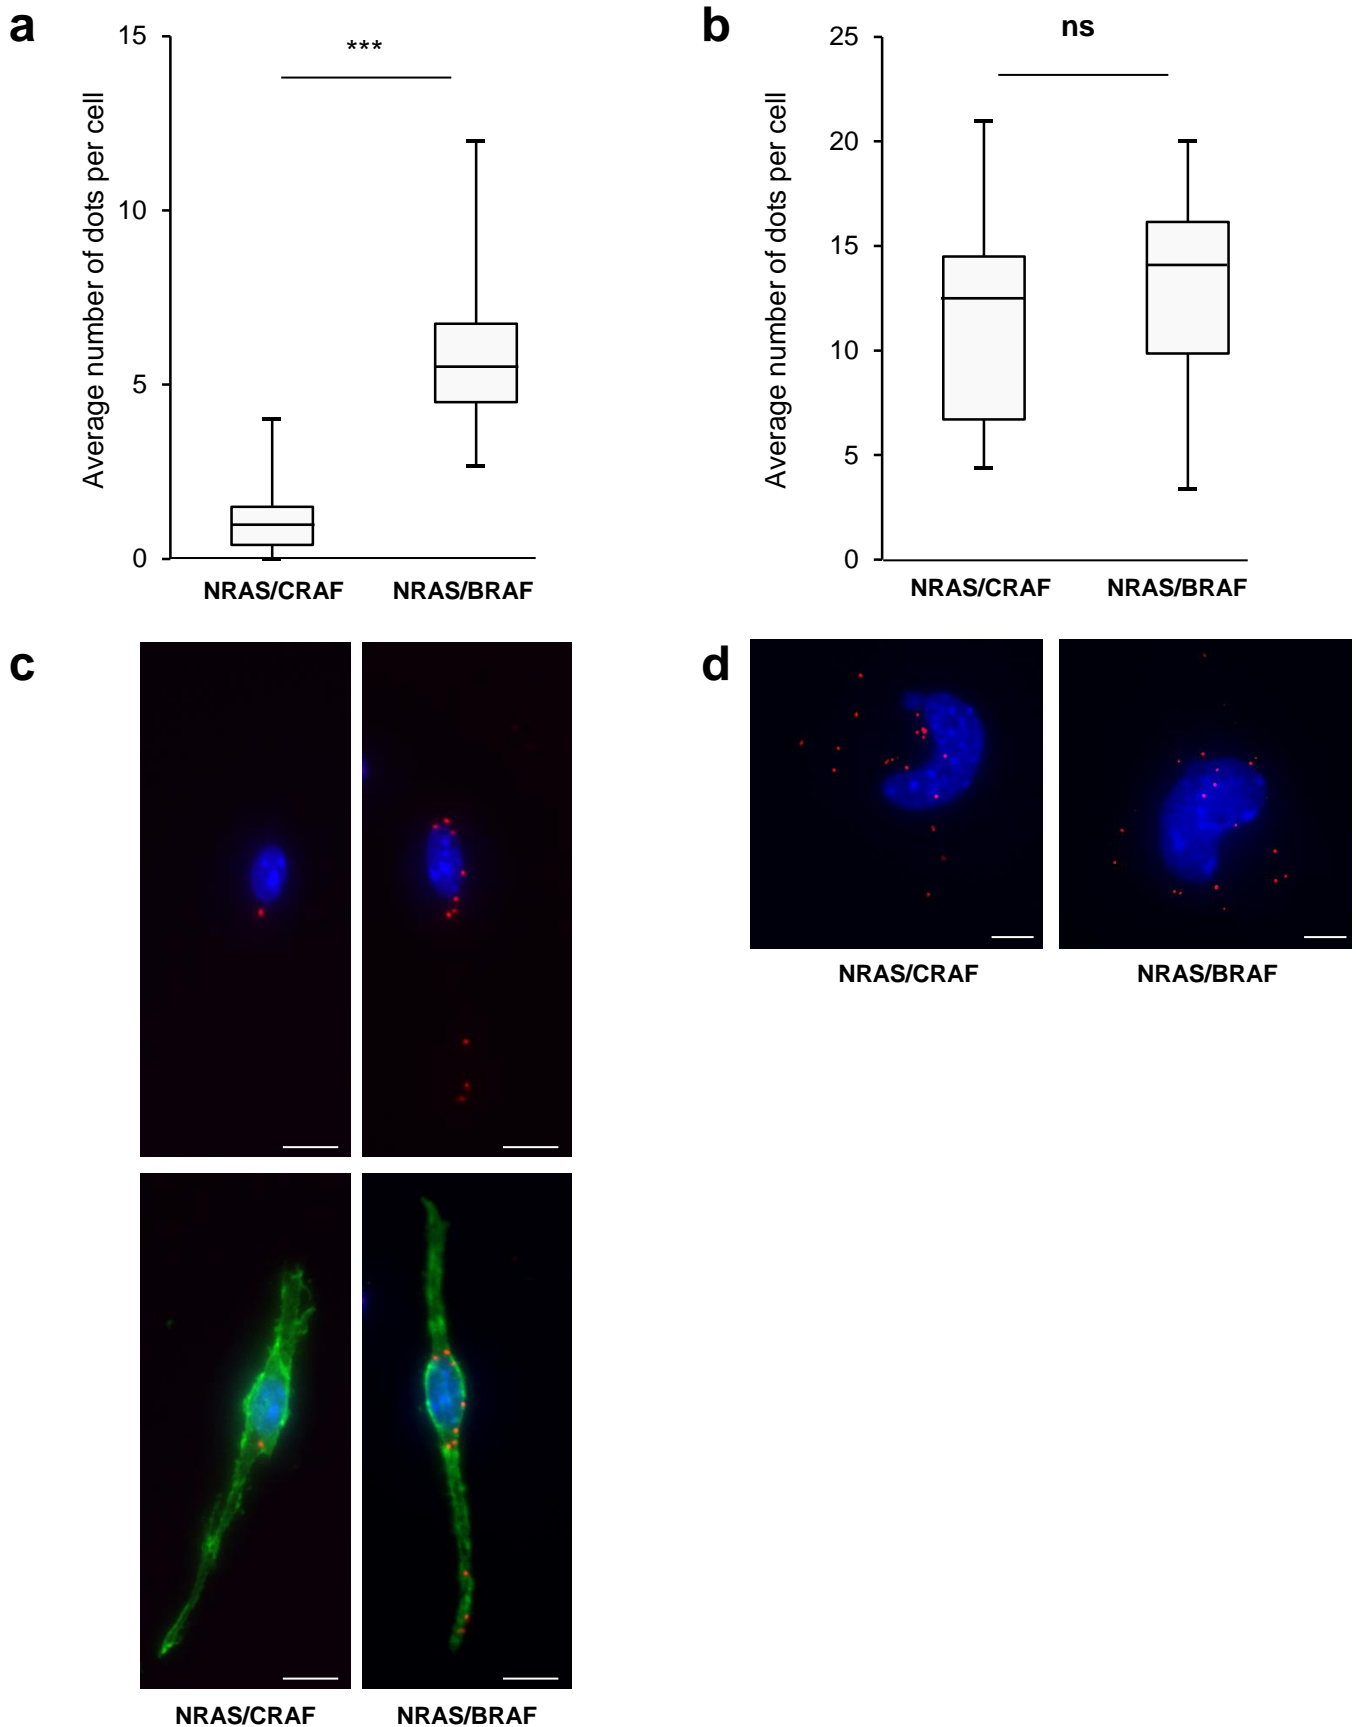 a
15
10
5
0
Average number of dots per cell
***
NRAS/CRAF
NRAS/BRAF
b
25
20
15
10
5
0
Average number of dots per cell
ns
NRAS/CRAF
NRAS/BRAF
c
NRAS/CRAF
NRAS/BRAF
d
NRAS/CRAF
NRAS/BRAF